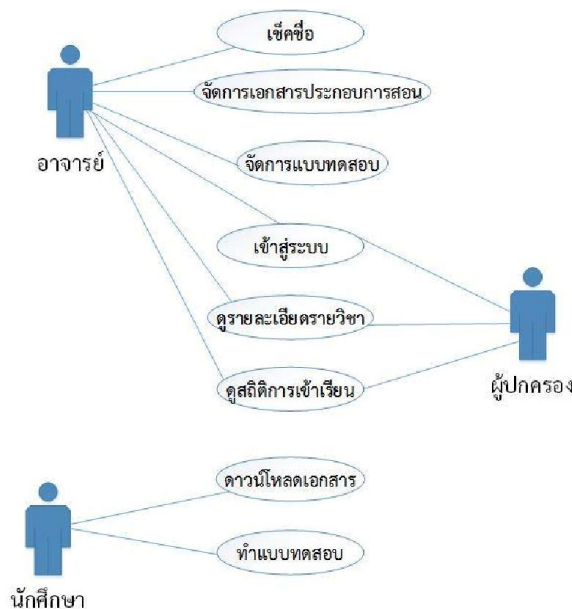 เช็คชื่อ
จัดการเอกสารประกอบการสอน
อาจารย์
จัดการแบบทดสอบ
เข้าสู่ระบบ
ดูรายละเอียดรายวิชา
ผู้ปกครอง
ดูสถิติการเข้าเรียน
ดาวน์โหลดเอกสาร
ทำแบบทดสอบ
นักศึกษา